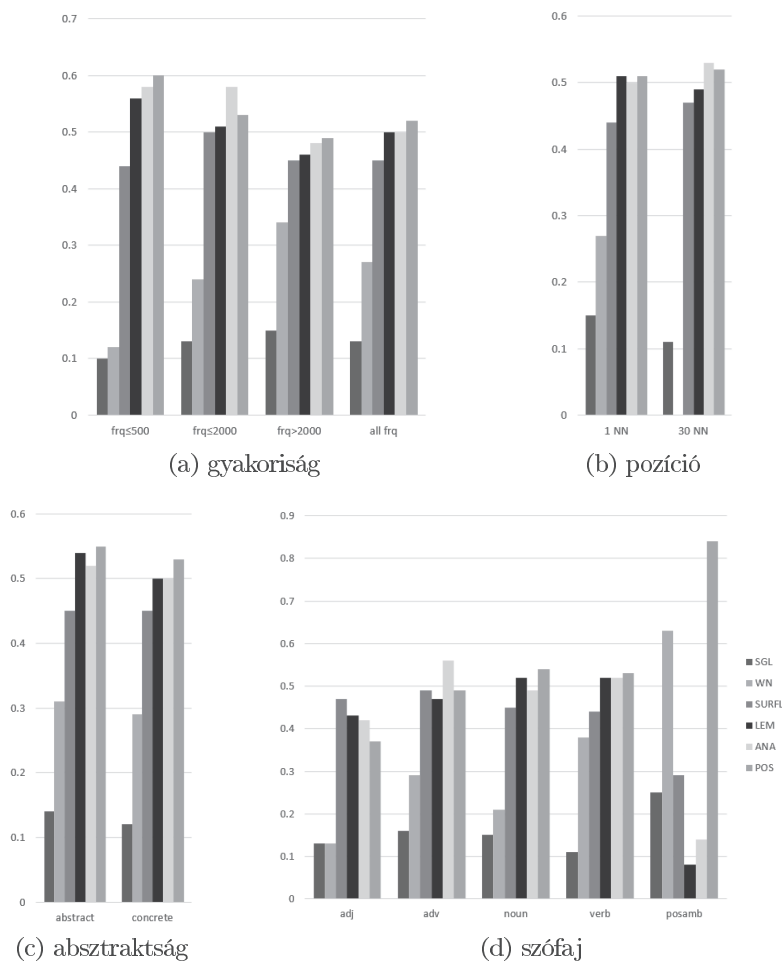 0.7
0.6
0.5
0.4
0.3
0.2
0.1
0
frq≤500 frq≤2000 frq>2000 all frq
(a) gyakoriság
0.6
0.5
0.4
0.3
0.2
0.1
0
1 NN 30 NN
(b) pozíció
0.6
0.5
0.4
0.3
0.2
0.1
0
abstract concrete
(c) absztraktság
0.9
0.8
0.7
0.6
0.5
0.4
0.3
0.2
0.1
0
adj adv noun verb posamb
SGL
WN
SURFL
LEM
ANA
POS
(d) szófaj